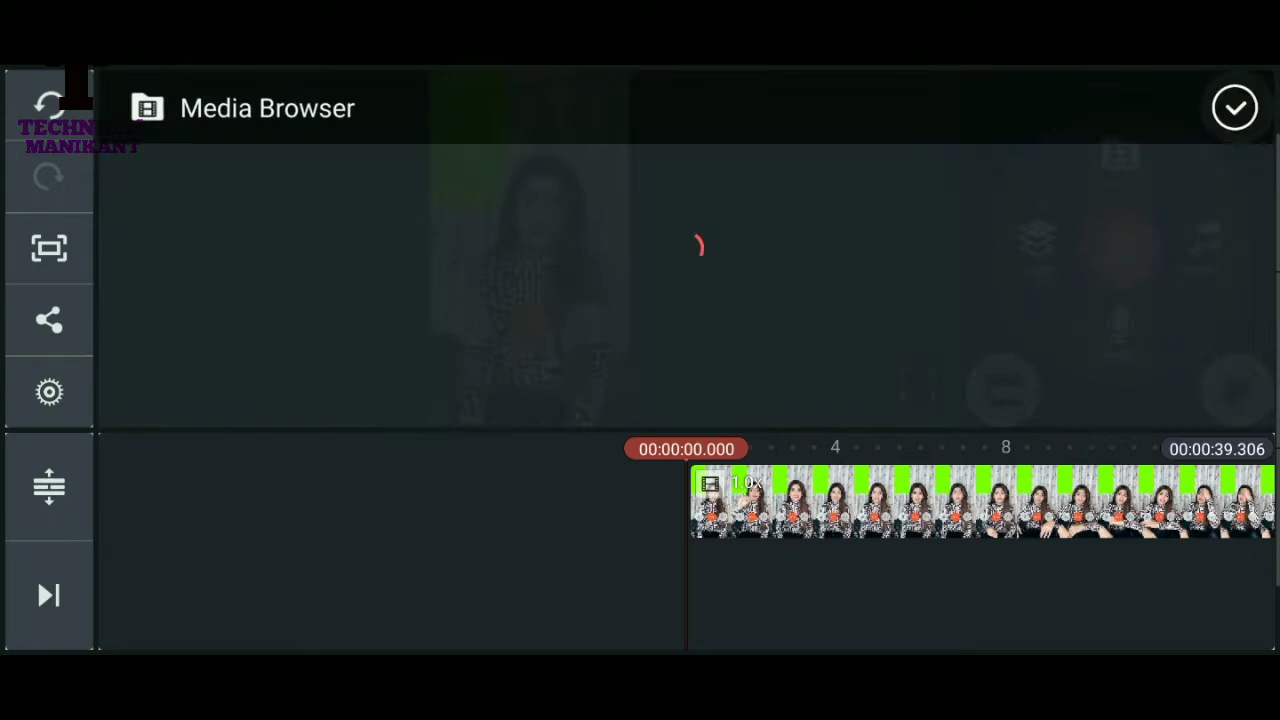 Media Browser
TECHN
MANIKANT
00:00:00.000
4
8
00:00:39.306
1.0x